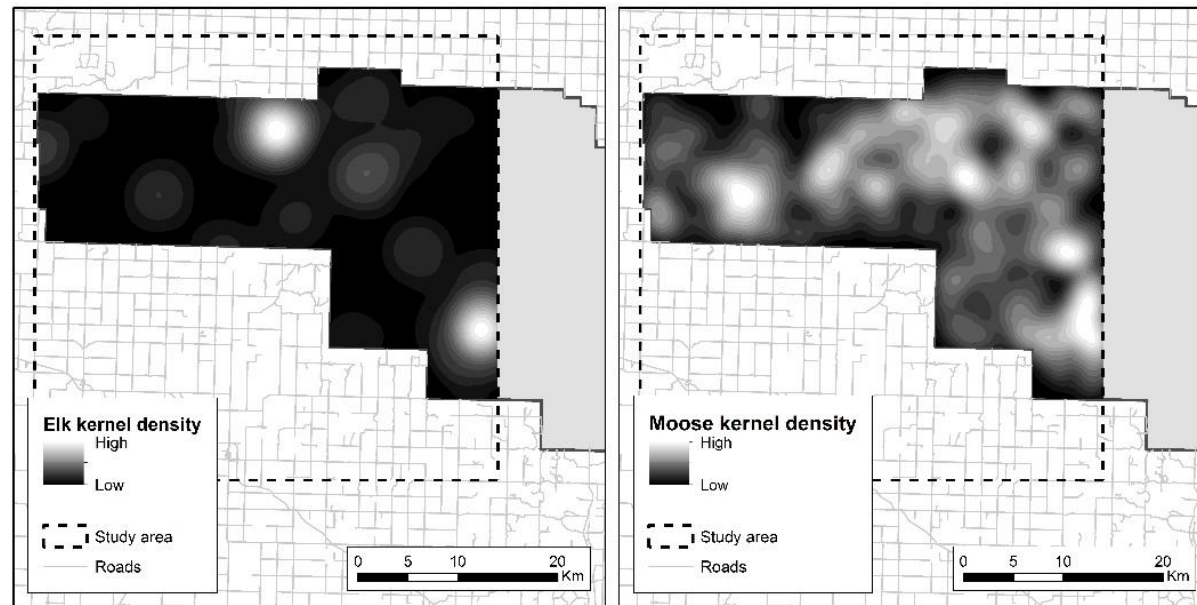 Elk kernel density
High
Low
Study area
Roads
0 5 10 20
Km
Moose kernel density
High
Low
Study area
Roads
0 5 10 20
Km